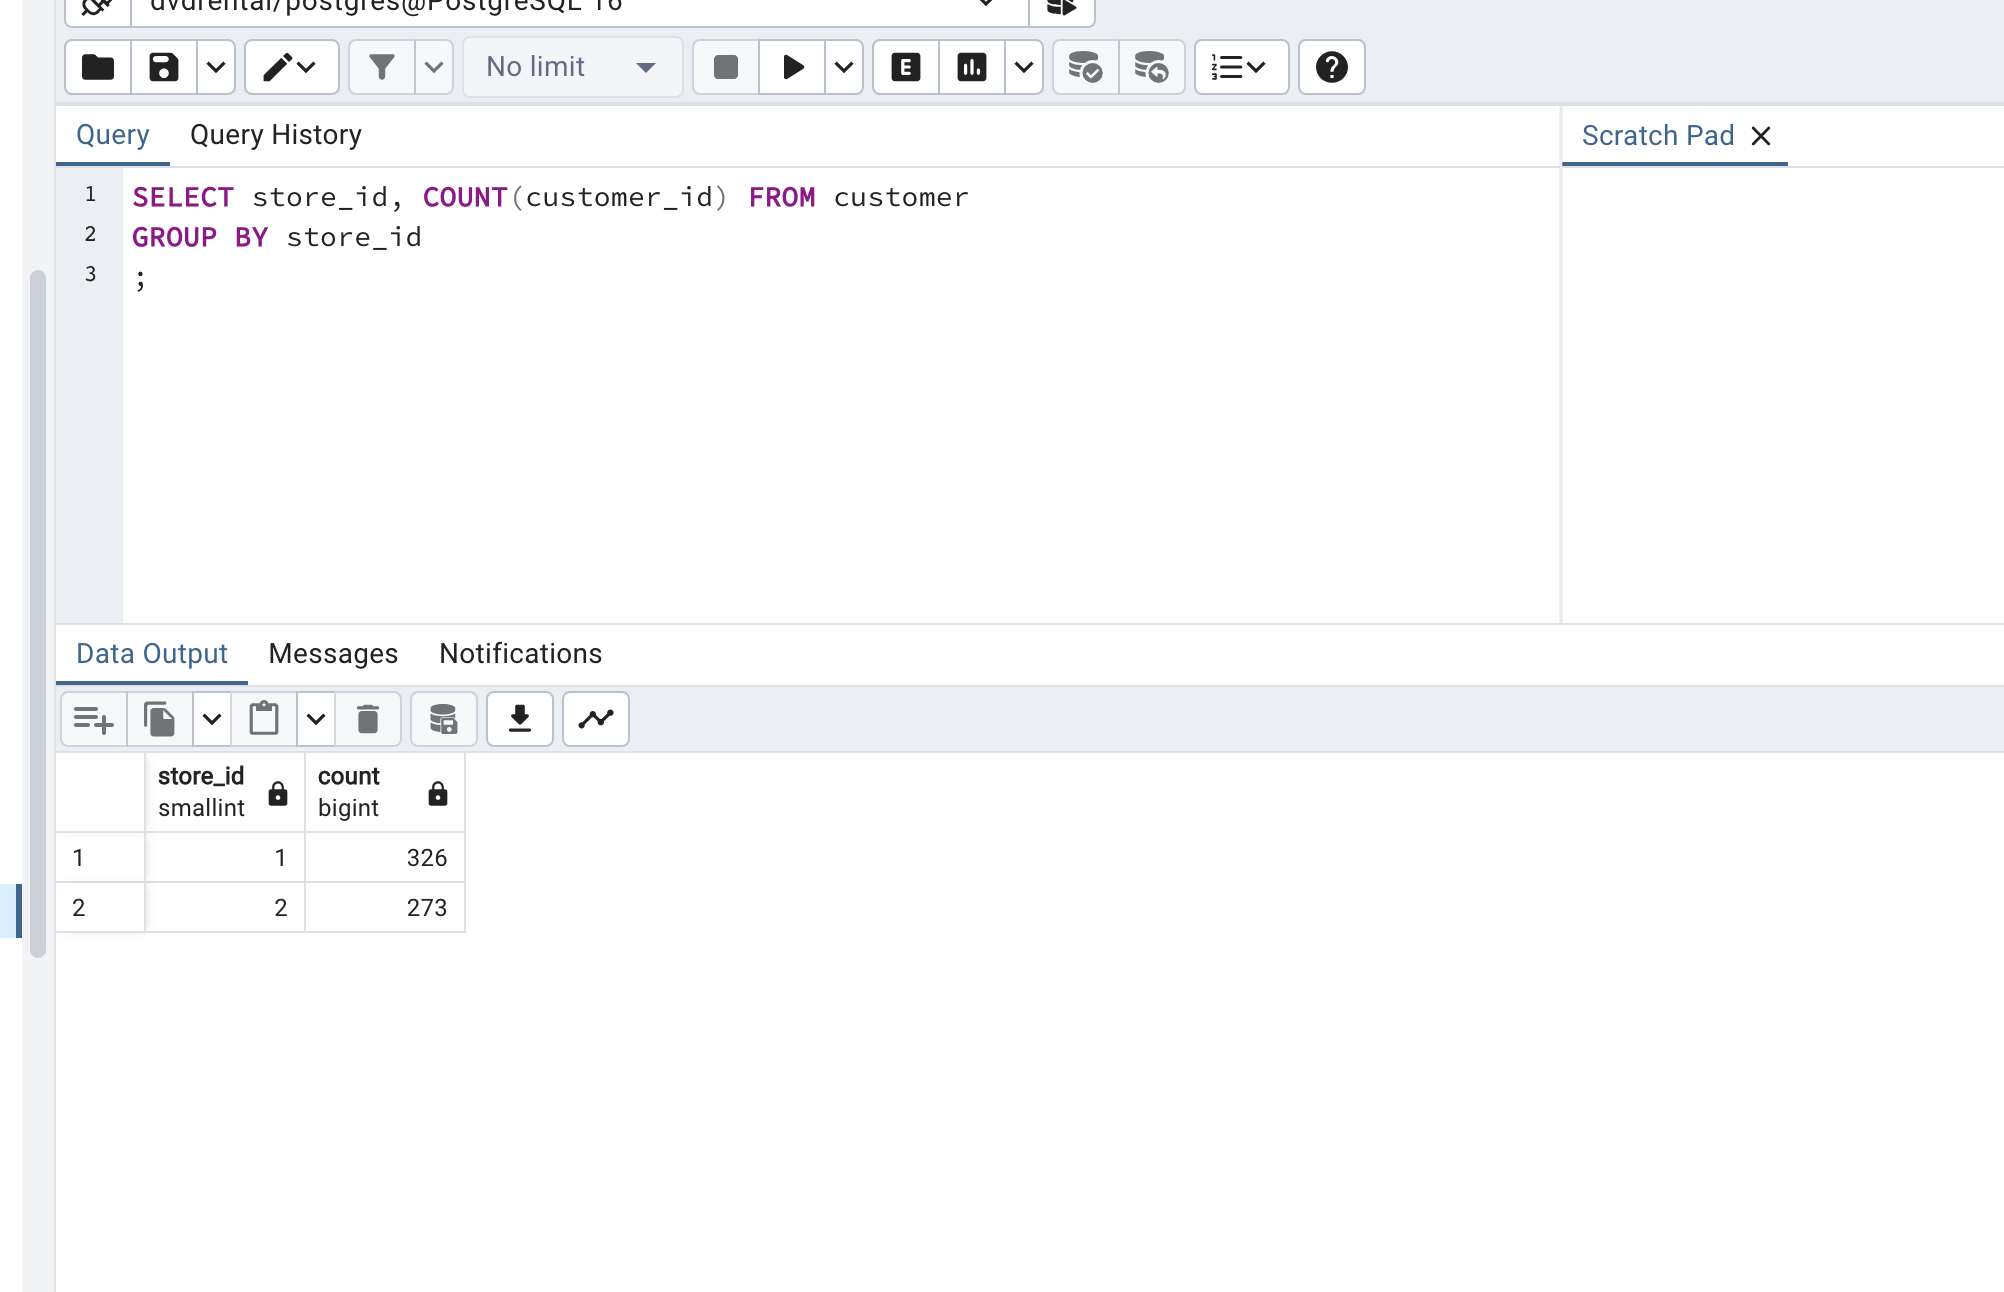 dvdrental/postgres@PostgreSQL 16
No limit
E
Query
Query History
Scratch Pad
1 SELECT store_id, COUNT(customer_id) FROM customer
2 GROUP BY store_id
3 ;
Data Output
Messages
Notifications
store_id count
smallint bigint
1 1 326
2 2 273